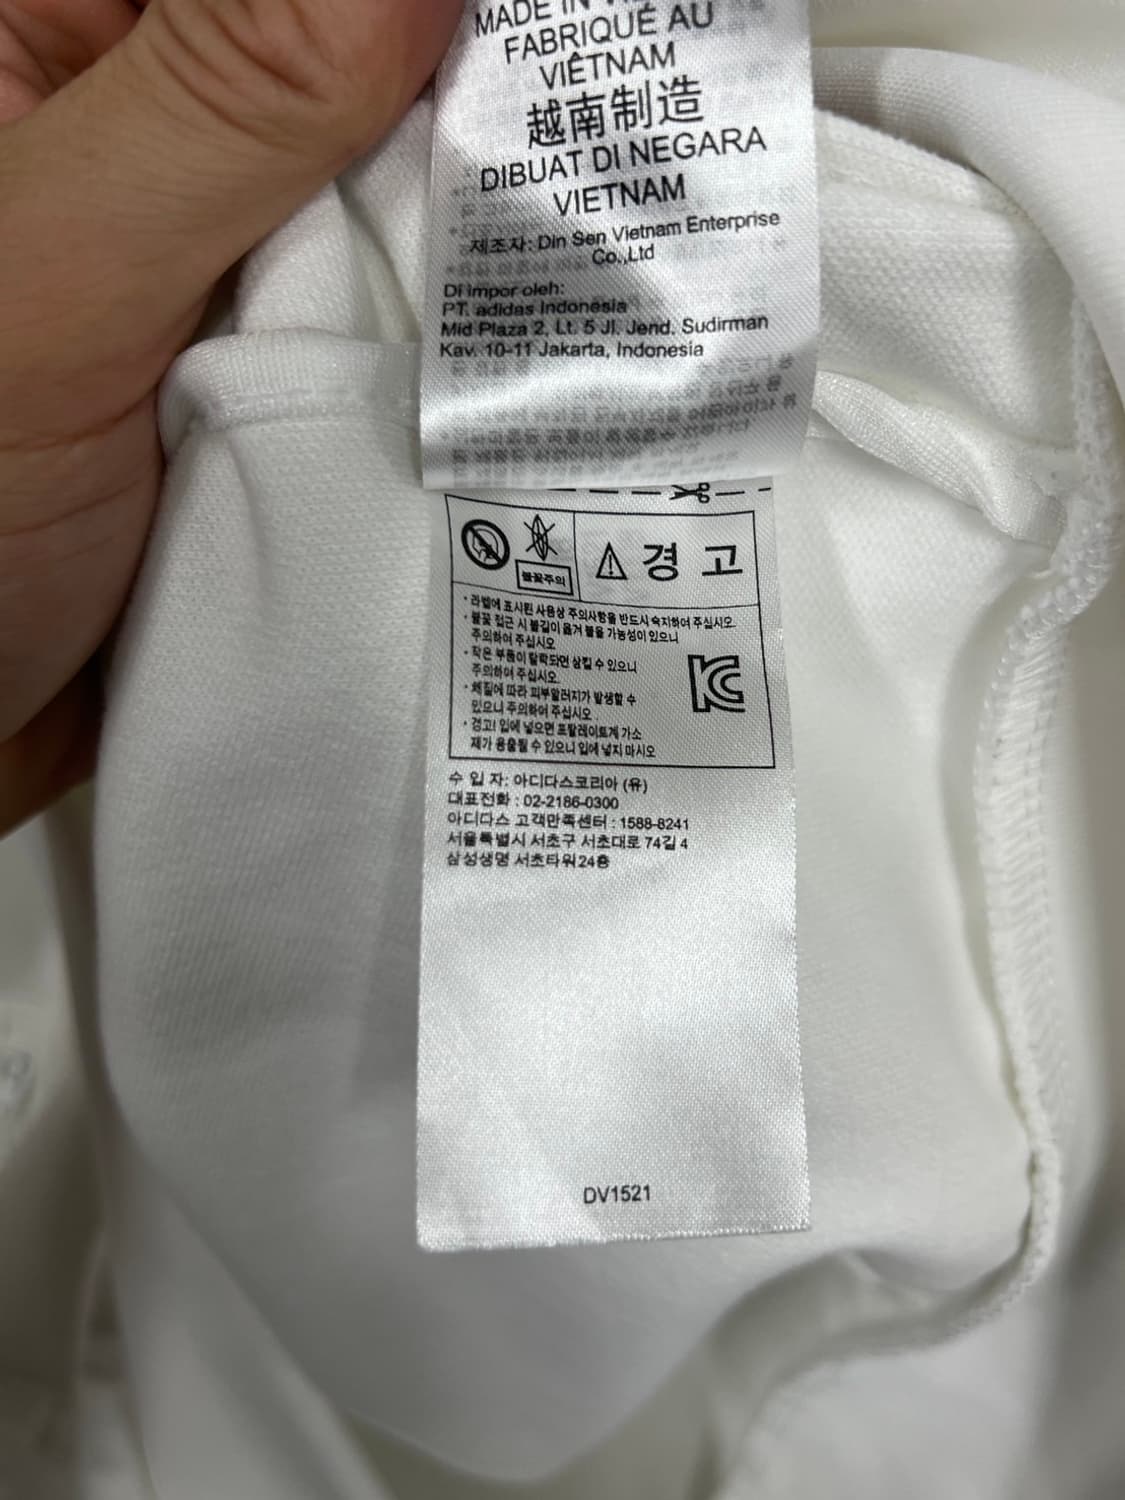 MADE IN
FABRIQUÉ AU
VIÊTNAM
越南制造
DIBUAT DI NEGARA
VIETNAM
제조자: Din Sen Vietnam Enterprise
Co.,Ltd
Di impor oleh:
PT. adidas Indonesia
Mid Plaza 2, Lt. 5 Jl. Jend. Sudirman
Kav. 10-11 Jakarta, Indonesia
불꽃주의
경고
• 라벨에 표시된 사용상 주의사항을 반드시 숙지하여 주십시오.
• 불꽃 접근 시 불길이 옮겨 붙을 가능성이 있으니
주의하여 주십시오
• 작은 부품이 탈락되면 삼킬 수 있으니
주의하여 주십시오.
• 체질에 따라 피부알러지가 발생할 수
있으니 주의하여 주십시오.
• 경고! 입에 넣으면 프탈레이트계 가소
제가 용출될 수 있으니 입에 넣지 마시오
수 입 자: 아디다스코리아 (유)
대표전화 : 02-2186-0300
아디다스 고객만족센터 : 1588-8241
서울특별시 서초구 서초대로 74길 4
삼성생명 서초타워 24층
DV1521